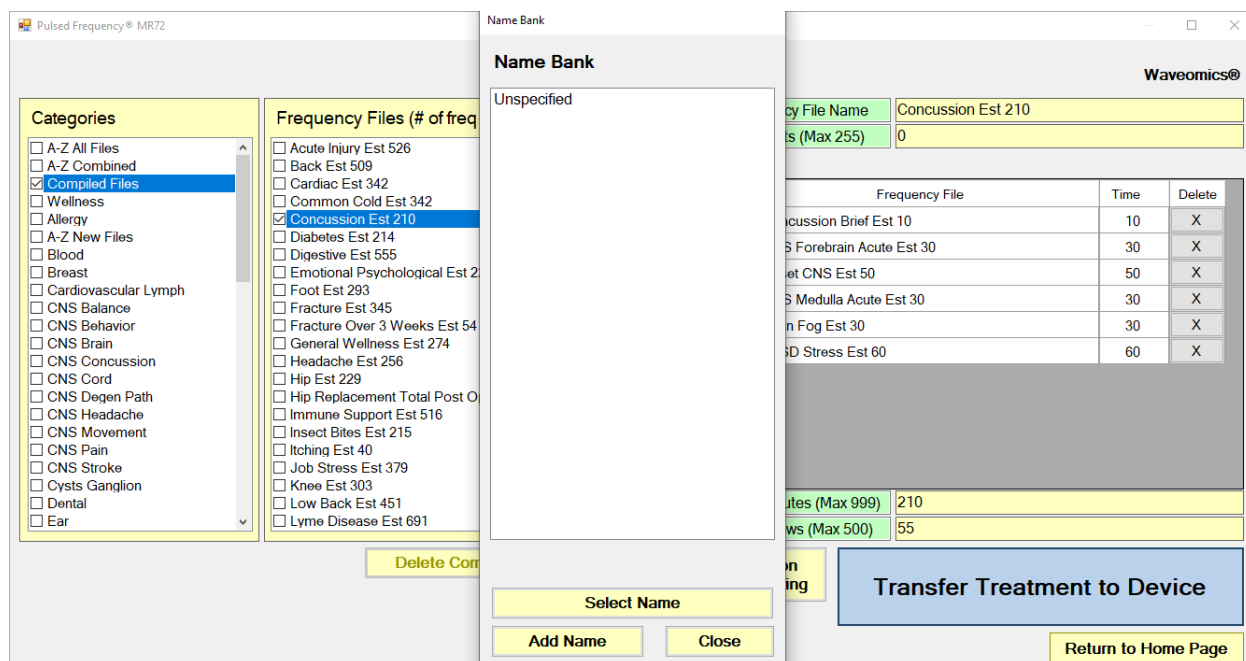 Pulsed Frequency® MR72
Name Bank
Waveomics®
Name Bank
Unspecified
Select Name
Add Name
Close
Categories
A-Z All Files
A-Z Combined
Compiled Files
Wellness
Allergy
A-Z New Files
Blood
Breast
Cardiovascular Lymph
CNS Balance
CNS Behavior
CNS Brain
CNS Concussion
CNS Cord
CNS Degen Path
CNS Headache
CNS Movement
CNS Pain
CNS Stroke
Cysts Ganglion
Dental
Ear
Frequency Files (# of freq
Acute Injury Est 526
Back Est 509
Cardiac Est 342
Common Cold Est 342
Concussion Est 210
Diabetes Est 214
Digestive Est 555
Emotional Psychological Est 2
Foot Est 293
Fracture Est 345
Fracture Over 3 Weeks Est 54
General Wellness Est 274
Headache Est 256
Hip Est 229
Hip Replacement Total Post O
Immune Support Est 516
Insect Bites Est 215
Itching Est 40
Job Stress Est 379
Knee Est 303
Low Back Est 451
Lyme Disease Est 691
Delete Com
cy File Name Concussion Est 210
ts (Max 255) 0
Frequency File Time Delete
ncussion Brief Est 10 10 X
S Forebrain Acute Est 30 30 X
set CNS Est 50 50 X
S Medulla Acute Est 30 30 X
n Fog Est 30 30 X
SD Stress Est 60 60 X
utes (Max 999) 210
ws (Max 500) 55
on
ing
Transfer Treatment to Device
Return to Home Page